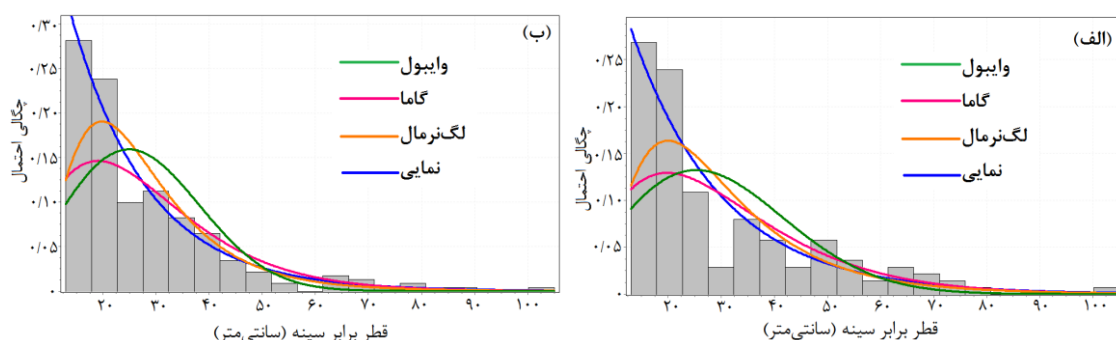 (الف)
وایبول
گاما
لگ‌نرمال
نمایی
چگالی احتمال
۰/۲۵
۰/۲۰
۰/۱۵
۰/۱۰
۰/۰۵
۰
۲۰ ۳۰ ۴۰ ۵۰ ۶۰ ۷۰ ۸۰ ۹۰ ۱۰۰
قطر برابر سینه (سانتی‌متر)
(ب)
وایبول
گاما
لگ‌نرمال
نمایی
چگالی احتمال
۰/۳۰
۰/۲۵
۰/۲۰
۰/۱۵
۰/۱۰
۰/۰۵
۰
۲۰ ۳۰ ۴۰ ۵۰ ۶۰ ۷۰ ۸۰ ۹۰ ۱۰۰
قطر برابر سینه (سانتی‌متر)